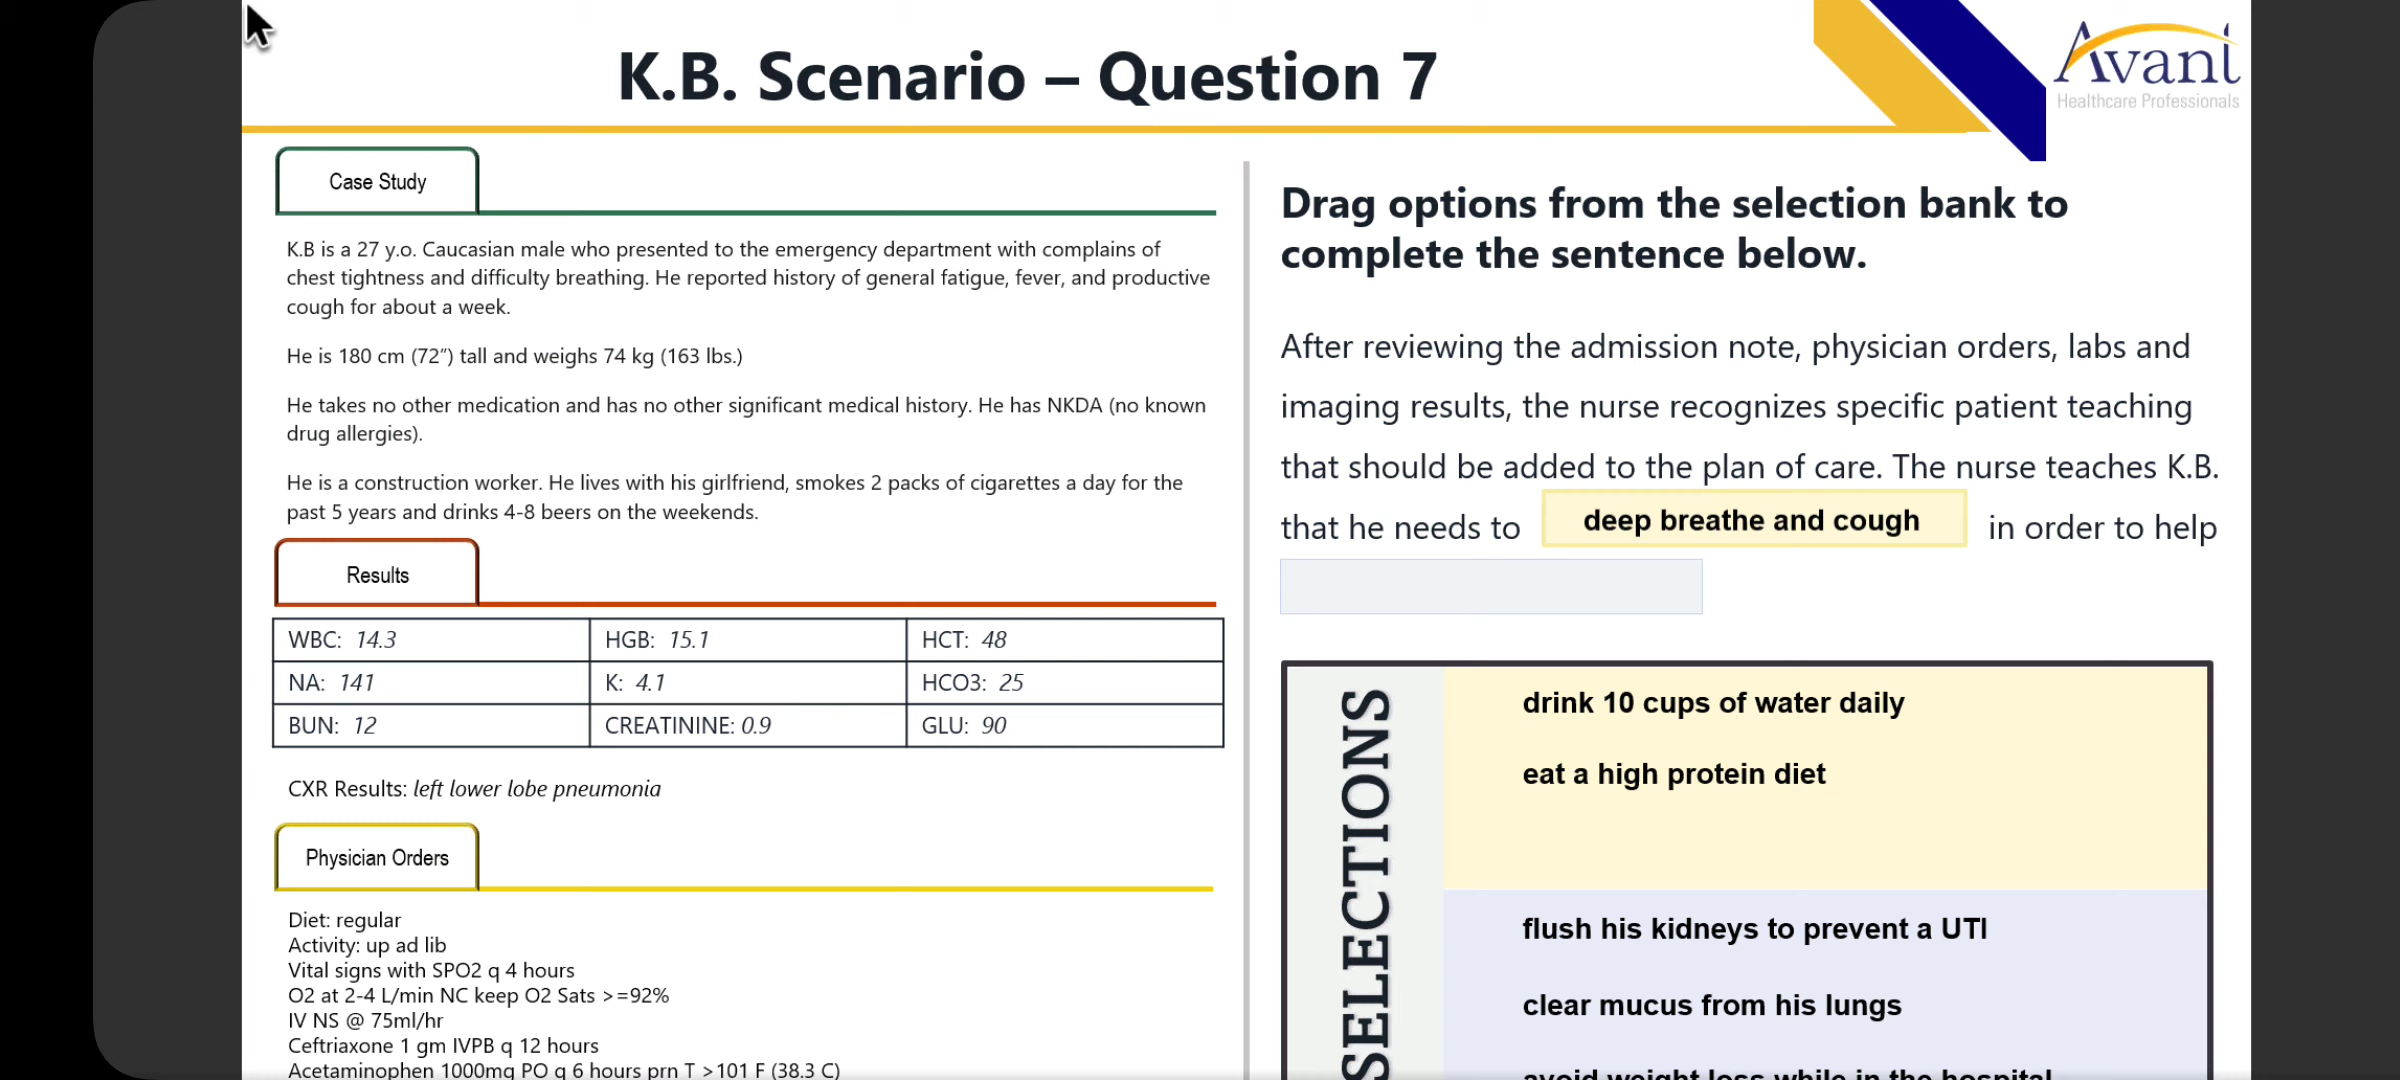 K.B. Scenario – Question 7
Avant
Healthcare Professionals
Case Study
K.B is a 27 y.o. Caucasian male who presented to the emergency department with complains of
chest tightness and difficulty breathing. He reported history of general fatigue, fever, and productive
cough for about a week.
He is 180 cm (72″) tall and weighs 74 kg (163 lbs.)
He takes no other medication and has no other significant medical history. He has NKDA (no known
drug allergies).
He is a construction worker. He lives with his girlfriend, smokes 2 packs of cigarettes a day for the
past 5 years and drinks 4-8 beers on the weekends.
Results
WBC: 14.3 HGB: 15.1 HCT: 48
NA: 141 K: 4.1 HCO3: 25
BUN: 12 CREATININE: 0.9 GLU: 90
CXR Results: left lower lobe pneumonia
Physician Orders
Diet: regular
Activity: up ad lib
Vital signs with SPO2 q 4 hours
O2 at 2-4 L/min NC keep O2 Sats >=92%
IV NS @ 75ml/hr
Ceftriaxone 1 gm IVPB q 12 hours
Acetaminophen 1000mg PO q 6 hours prn T >101 F (38.3 C)
Drag options from the selection bank to
complete the sentence below.
After reviewing the admission note, physician orders, labs and
imaging results, the nurse recognizes specific patient teaching
that should be added to the plan of care. The nurse teaches K.B.
that he needs to deep breathe and cough in order to help
SELECTIONS
drink 10 cups of water daily
eat a high protein diet
flush his kidneys to prevent a UTI
clear mucus from his lungs
avoid weight loss while in the hospital